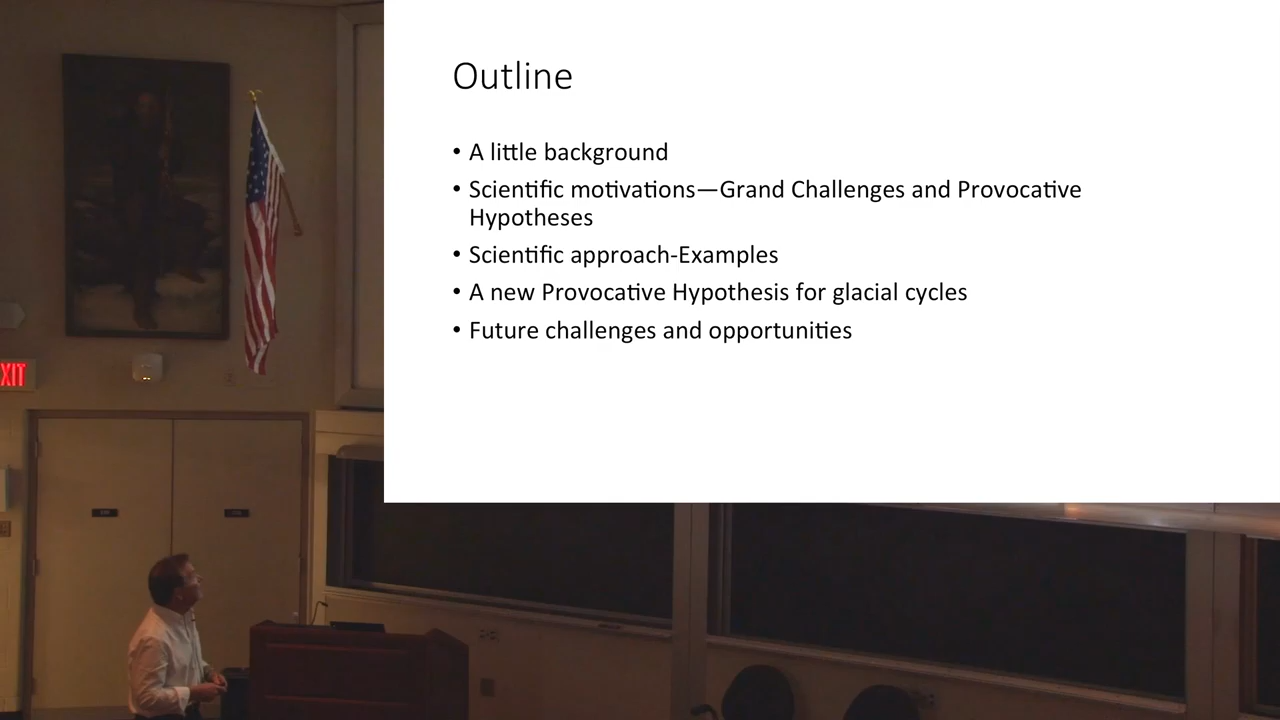 Outline
• A little background
• Scientific motivations—Grand Challenges and Provocative
Hypotheses
• Scientific approach-Examples
• A new Provocative Hypothesis for glacial cycles
• Future challenges and opportunities
XIT